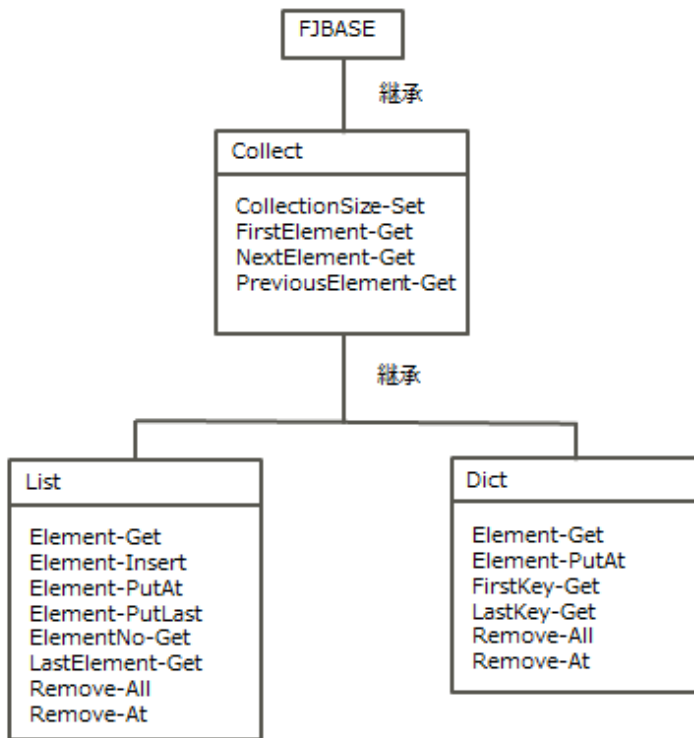 FJBASE
継承
Collect
CollectionSize-Set
FirstElement-Get
NextElement-Get
PreviousElement-Get
継承
List
Element-Get
Element-Insert
Element-PutAt
Element-PutLast
ElementNo-Get
LastElement-Get
Remove-All
Remove-At
Dict
Element-Get
Element-PutAt
FirstKey-Get
LastKey-Get
Remove-All
Remove-At